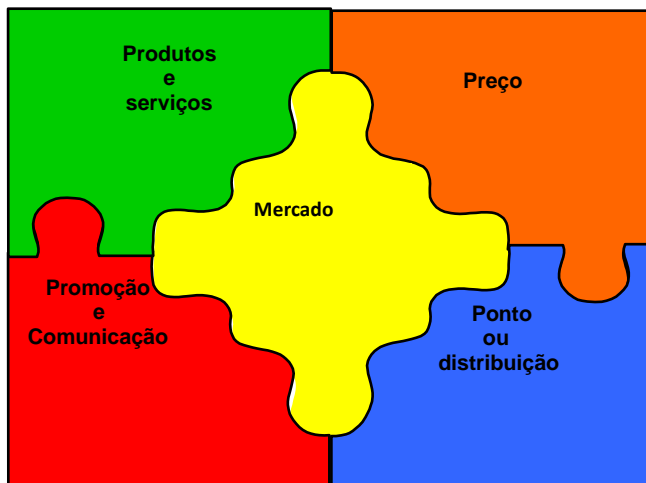 Produtos
e
serviços
Preço
Mercado
Promoção
e
Comunicação
Ponto
ou
distribuição